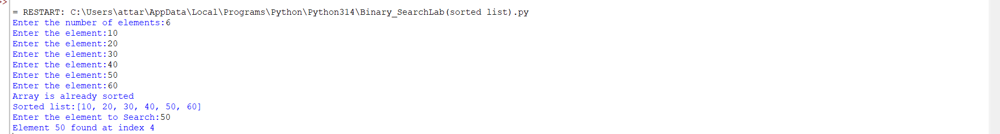 >>
= RESTART: C:\Users\attar\AppData\Local\Programs\Python\Python314\Binary_SearchLab(sorted list).py
Enter the number of elements:6
Enter the element:10
Enter the element:20
Enter the element:30
Enter the element:40
Enter the element:50
Enter the element:60
Array is already sorted
Sorted list:[10, 20, 30, 40, 50, 60]
Enter the element to Search:50
Element 50 found at index 4